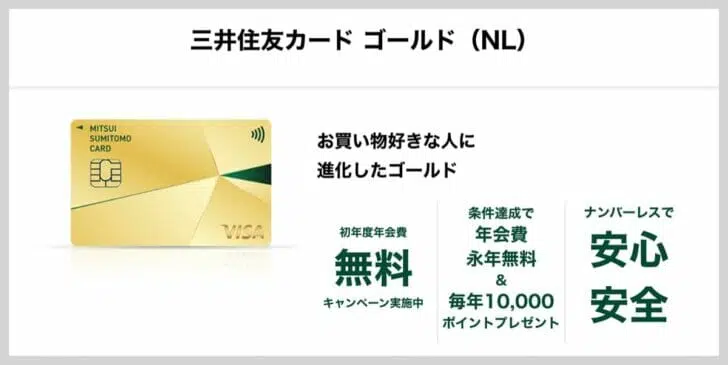 三井住友カード ゴールド（NL）
MITSUI
SUMITOMO
CARD
VISA
お買い物好きな人に
進化したゴールド
初年度年会費
無料
キャンペーン実施中
条件達成で
年会費
永年無料
&
毎年10,000
ポイントプレゼント
ナンバーレスで
安心
安全